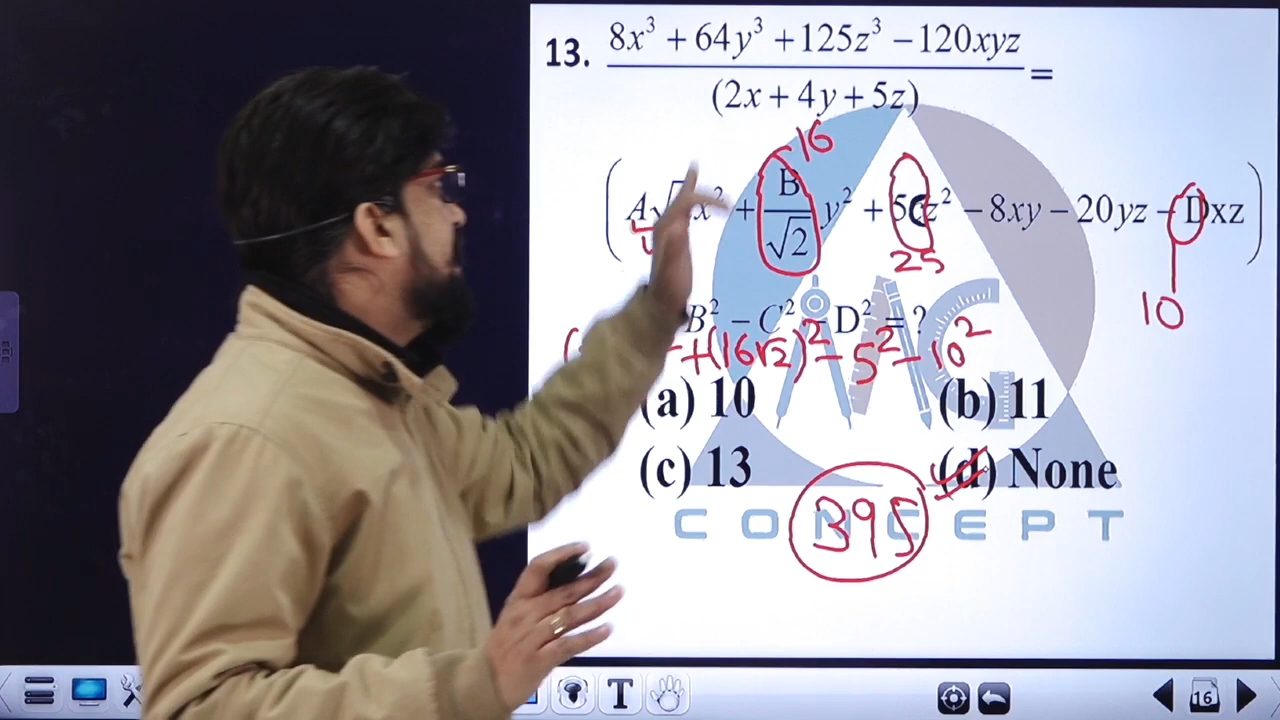 13. (8x³ + 64y³ + 125z³ − 120xyz) / (2x + 4y + 5z) =
16
(A√ x² + B/√2 y² + 5Cz² − 8xy − 20yz − Dxz)
25
10
B² − C² − D² = ?
( + (16√2)² − 5² − 10²
(a) 10 (b) 11
(c) 13 (d) None
395
CONCEPT
T
16